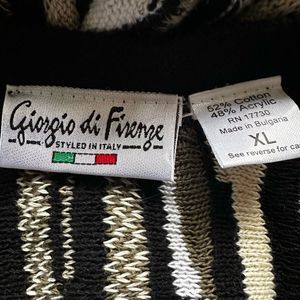 Giorgio di Firenze
STYLED IN ITALY
52% Cotton
48% Acrylic
RN 17730
Made in Bulgaria
XL
See reverse for ca